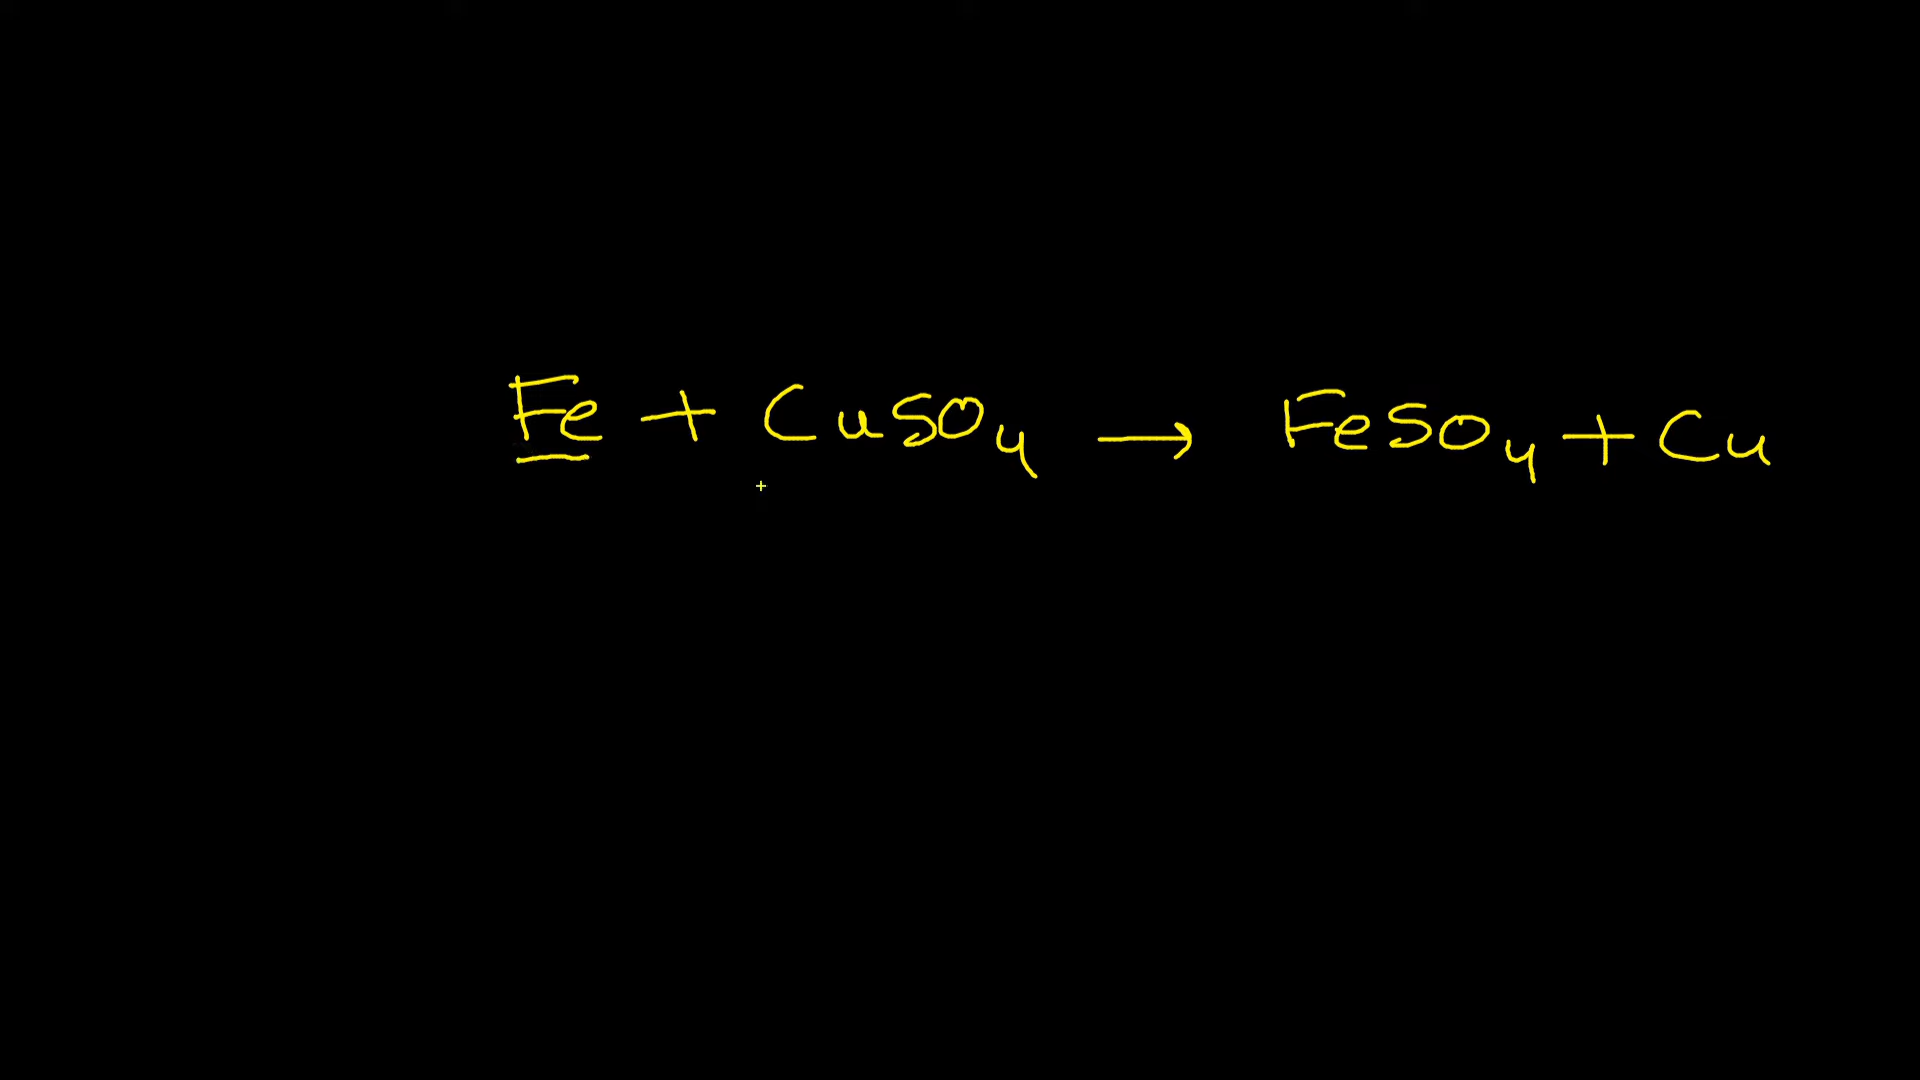 Fe + CuSO₄ → FeSO₄ + Cu